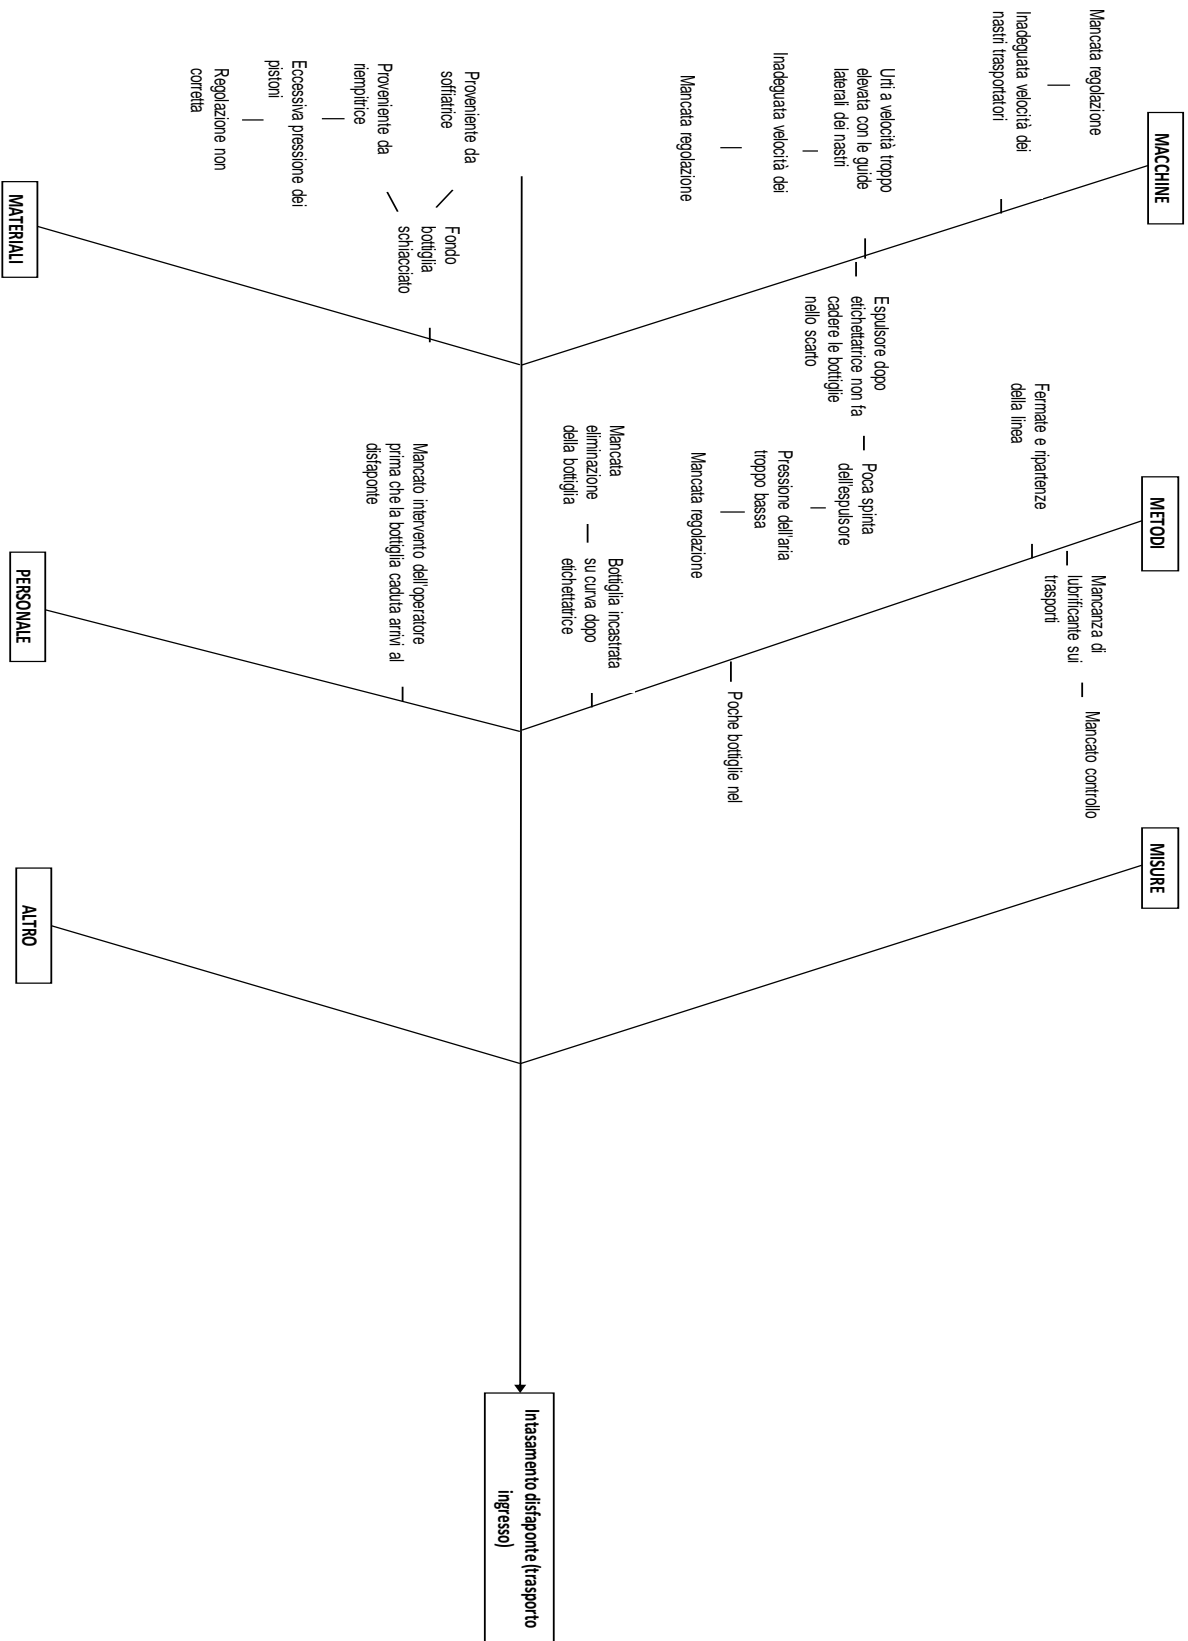 MACCHINE
METODI
MISURE
Mancata regolazione
Inadeguata velocità dei
nastri trasportatori
Urti a velocità troppo
elevata con le guide
laterali dei nastri
Inadeguata velocità dei
Mancata regolazione
Espulsore dopo
etichettatrice non fa
cadere le bottiglie
nello scarto
Poca spinta
dell'espulsore
Pressione dell'aria
troppo bassa
Mancata regolazione
Fermate e ripartenze
della linea
Mancanza di
lubrificante sui
trasporti
Mancato controllo
Poche bottiglie nel
Mancata
eliminazione
della bottiglia
Bottiglia incastrata
su curva dopo
etichettatrice
Intasamento disfaponte (trasporto
ingresso)
Proveniente da
soffiatrice
Fondo
bottiglia
schiacciato
Proveniente da
riempitrice
Eccessiva pressione dei
pistoni
Regolazione non
corretta
Mancato intervento dell'operatore
prima che la bottiglia caduta arrivi al
disfaponte
MATERIALI
PERSONALE
ALTRO